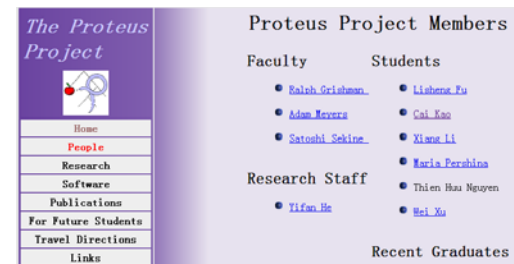 The Proteus
Project
Home
People
Research
Software
Publications
For Future Students
Travel Directions
Links
Proteus Project Members
Faculty
Ralph Grishman
Adam Meyers
Satoshi Sekine
Research Staff
Yifan He
Students
Lisheng Fu
Cai Kao
Xiang Li
Maria Pershina
Thien Huu Nguyen
Wei Xu
Recent Graduates